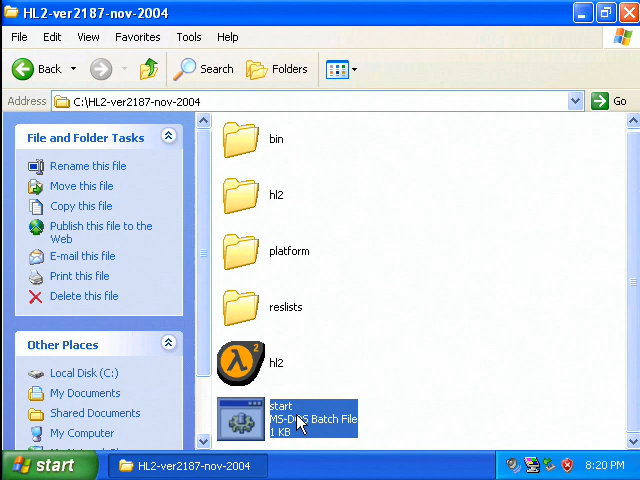 HL2-ver2187-nov-2004
File Edit View Favorites Tools Help
Back Search Folders
Address C:\HL2-ver2187-nov-2004 Go
File and Folder Tasks
Rename this file
Move this file
Copy this file
Publish this file to the
Web
E-mail this file
Print this file
Delete this file
Other Places
Local Disk (C:)
My Documents
Shared Documents
My Computer
bin
hl2
platform
reslists
2
hl2
start
MS-DOS Batch File
1 KB
start HL2-ver2187-nov-2004 8:20 PM